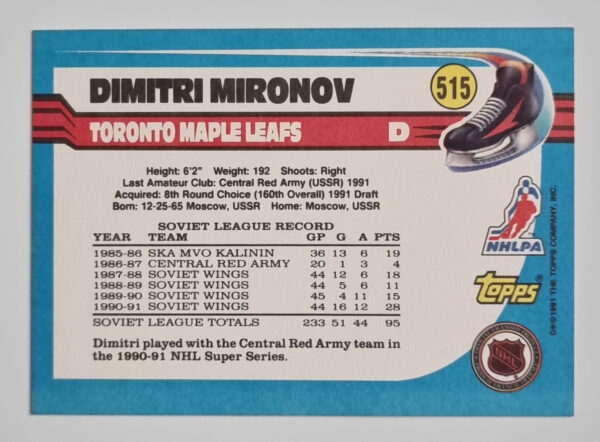 DIMITRI MIRONOV
515
TORONTO MAPLE LEAFS D
Height: 6'2" Weight: 192 Shoots: Right
Last Amateur Club: Central Red Army (USSR) 1991
Acquired: 8th Round Choice (160th Overall) 1991 Draft
Born: 12-25-65 Moscow, USSR Home: Moscow, USSR
SOVIET LEAGUE RECORD
YEAR TEAM GP G A PTS
1985-86 SKA MVO KALININ 36 13 6 19
1986-87 CENTRAL RED ARMY 20 1 3 4
1987-88 SOVIET WINGS 44 12 6 18
1988-89 SOVIET WINGS 44 5 6 11
1989-90 SOVIET WINGS 45 4 11 15
1990-91 SOVIET WINGS 44 16 12 28
SOVIET LEAGUE TOTALS 233 51 44 95
Dimitri played with the Central Red Army team in
the 1990-91 NHL Super Series.
NHLPA
topps®
©1991 THE TOPPS COMPANY, INC.
NHL